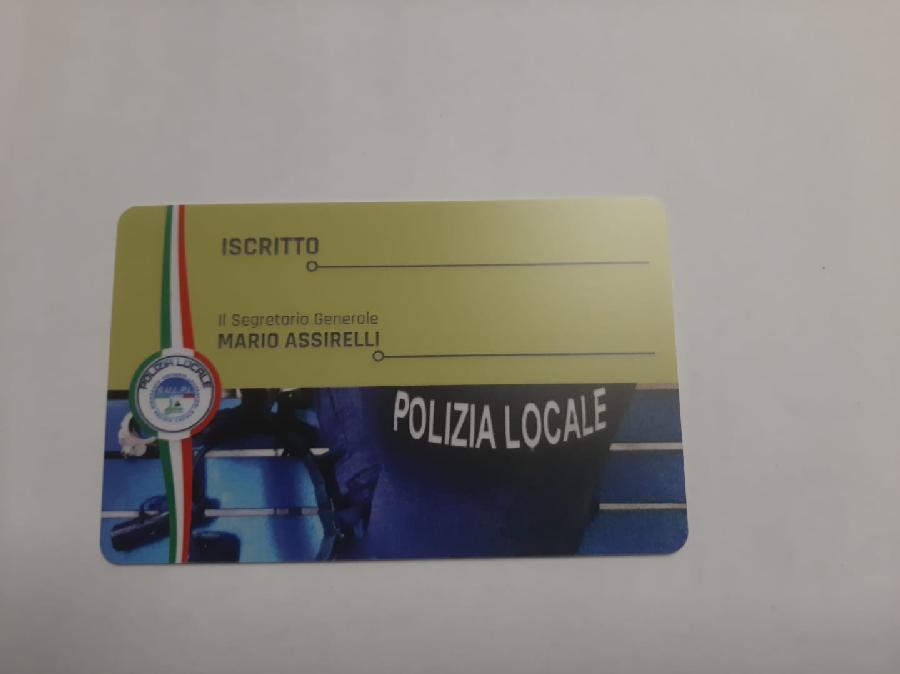 ISCRITTO
Il Segretario Generale
MARIO ASSIRELLI
POLIZIA LOCALE
S.U.L.P.L.
POLIZIA LOCALE